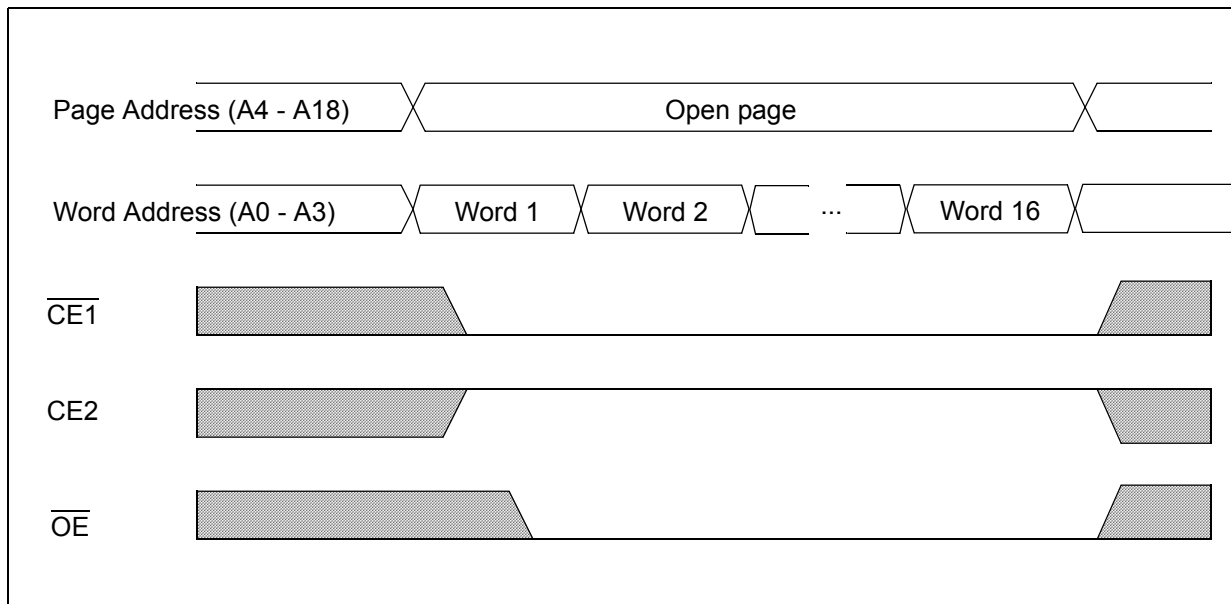 Page Address (A4 - A18)
Open page
Word Address (A0 - A3)
Word 1
Word 2
...
Word 16
CE1
CE2
OE